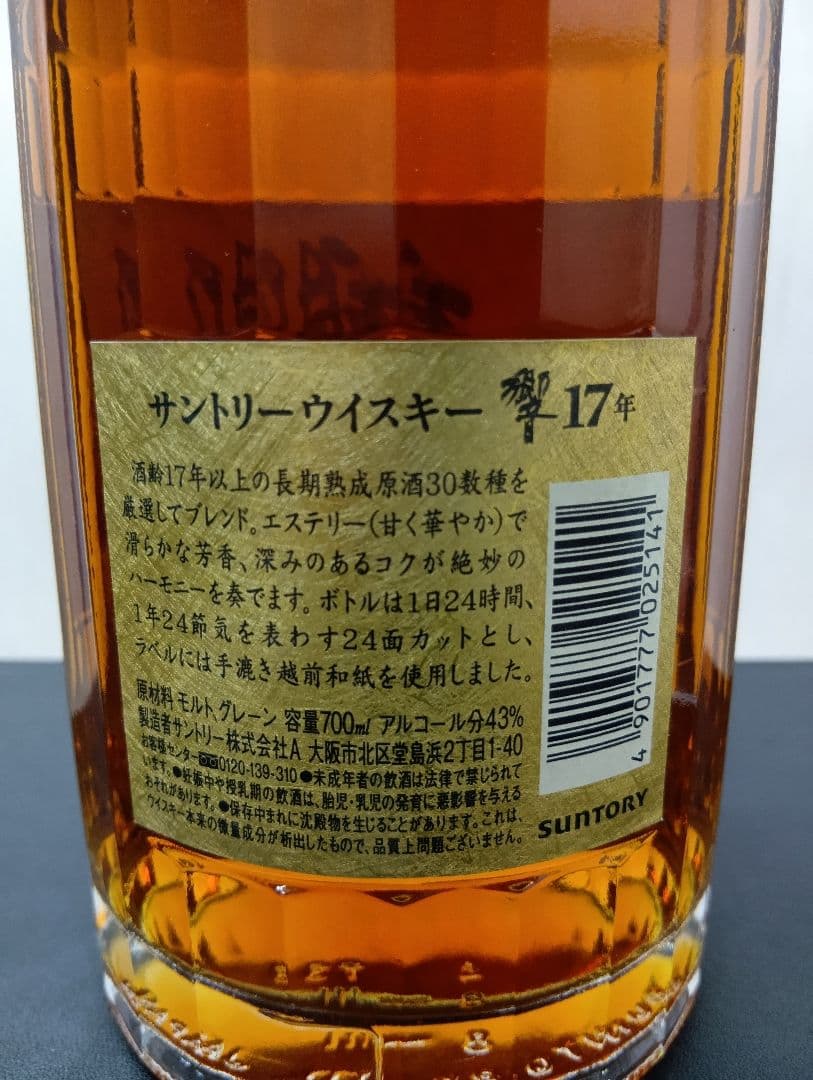 サントリーウイスキー 響 17年
酒齢17年以上の長期熟成原酒30数種を
厳選してブレンド。エステリー(甘く華やか)で
滑らかな芳香、深みのあるコクが絶妙の
ハーモニーを奏でます。ボトルは1日24時間、
1年24節気を表わす24面カットとし、
ラベルには手漉き越前和紙を使用しました。
原材料 モルト、グレーン 容量700ml アルコール分43%
製造者サントリー株式会社A 大阪市北区堂島浜2丁目1-40
お客様センター 0120-139-310 ●未成年者の飲酒は法律で禁じられて
います。●妊娠中や授乳期の飲酒は、胎児・乳児の発育に悪影響を与える
おそれがあります。●保存中まれに沈殿物を生じることがあります。これは、
ウイスキー本来の微量成分が析出したもので、品質上問題ございません。
4 901777 025141
SUNTORY